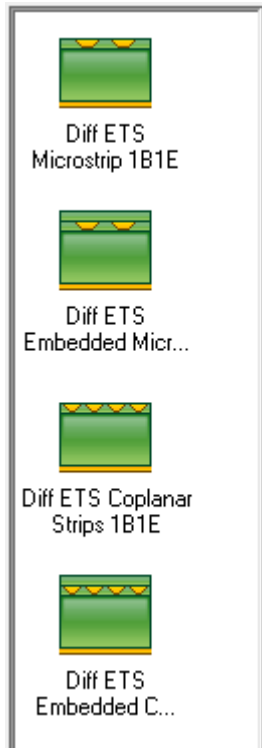 Diff ETS
Microstrip 1B1E
Diff ETS
Embedded Micr...
Diff ETS Coplanar
Strips 1B1E
Diff ETS
Embedded C...